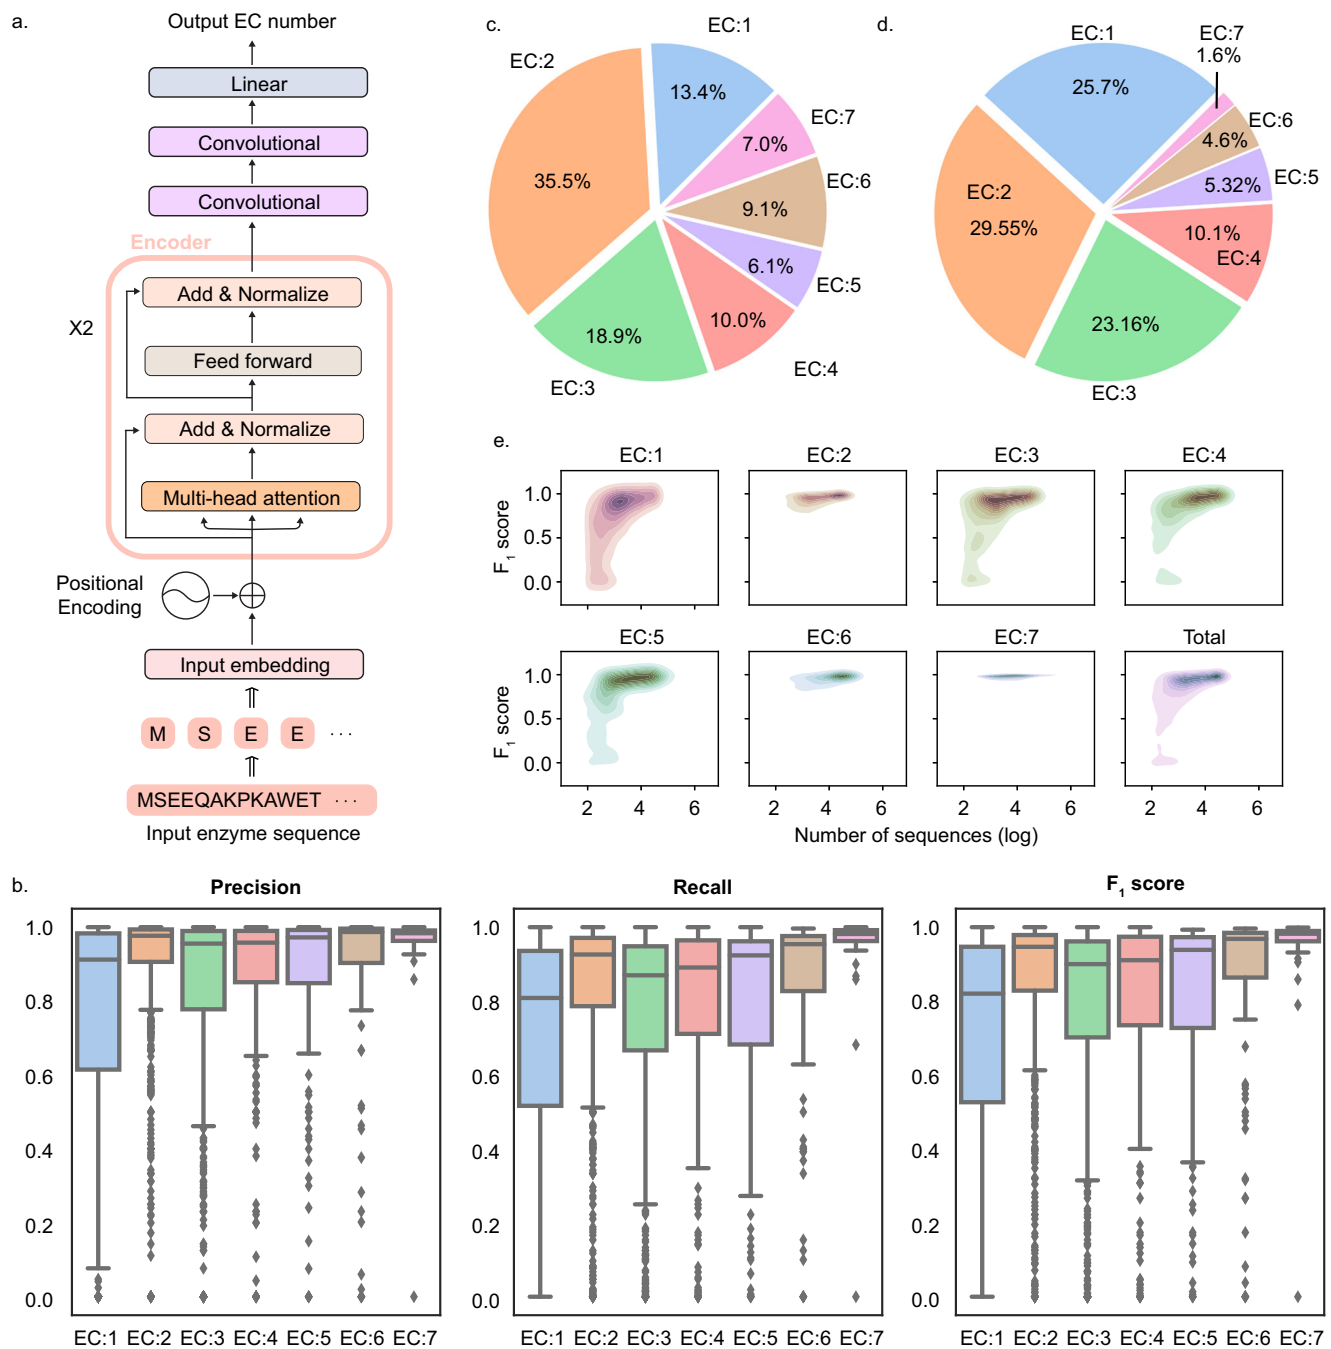 a.
Output EC number
Linear
Convolutional
Convolutional
Encoder
Add & Normalize
X2
Feed forward
Add & Normalize
Multi-head attention
Positional
Encoding
Input embedding
M S E E ...
MSEEQAKPKAWET ...
Input enzyme sequence
c.
EC:1
13.4%
EC:7
7.0%
EC:6
9.1%
EC:5
6.1%
EC:4
10.0%
EC:3
18.9%
EC:2
35.5%
d.
EC:1
25.7%
EC:7
1.6%
EC:6
4.6%
EC:5
5.32%
10.1%
EC:4
23.16%
EC:3
EC:2
29.55%
e.
EC:1 EC:2 EC:3 EC:4
F1 score
1.0
0.5
0.0
EC:5 EC:6 EC:7 Total
F1 score
1.0
0.5
0.0
2 4 6 2 4 6 2 4 6 2 4 6
Number of sequences (log)
b.
Precision
1.0
0.8
0.6
0.4
0.2
0.0
EC:1 EC:2 EC:3 EC:4 EC:5 EC:6 EC:7
Recall
1.0
0.8
0.6
0.4
0.2
0.0
EC:1 EC:2 EC:3 EC:4 EC:5 EC:6 EC:7
F1 score
1.0
0.8
0.6
0.4
0.2
0.0
EC:1 EC:2 EC:3 EC:4 EC:5 EC:6 EC:7